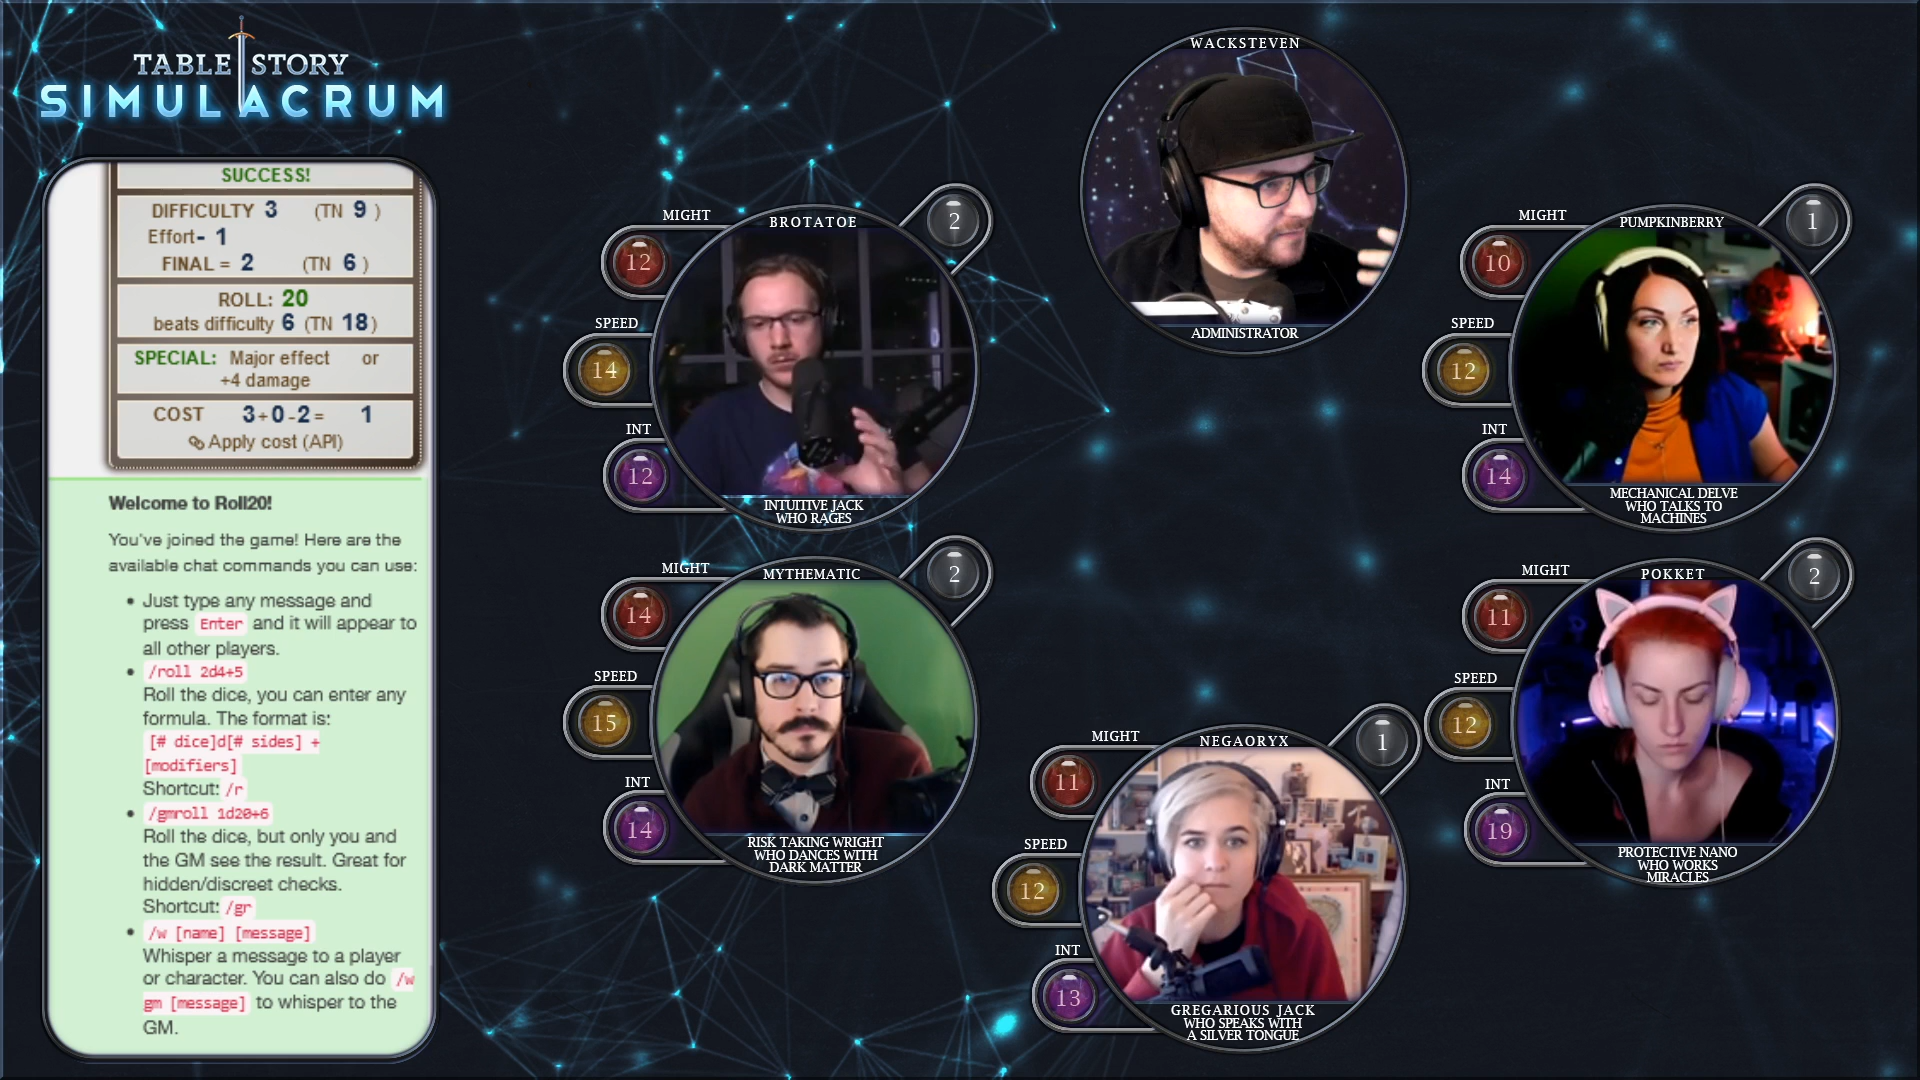 TABLE STORY
SIMULACRUM
SUCCESS!
DIFFICULTY 3 (TN 9 )
Effort- 1
FINAL = 2 (TN 6 )
ROLL: 20
beats difficulty 6 (TN 18)
SPECIAL: Major effect or
+4 damage
COST 3+0-2= 1
Apply cost (API)
Welcome to Roll20!
You've joined the game! Here are the
available chat commands you can use:
• Just type any message and
press Enter and it will appear to
all other players.
• /roll 2d4+5
Roll the dice, you can enter any
formula. The format is:
[# dice]d[# sides] +
[modifiers]
Shortcut: /r
• /gmroll 1d20+6
Roll the dice, but only you and
the GM see the result. Great for
hidden/discreet checks.
Shortcut: /gr
• /w [name] [message]
Whisper a message to a player
or character. You can also do /w
gm [message] to whisper to the
GM.
WACKSTEVEN
ADMINISTRATOR
BROTATOE
2
MIGHT
12
SPEED
14
INT
12
INTUITIVE JACK
WHO RAGES
PUMPKINBERRY
1
MIGHT
10
SPEED
12
INT
14
MECHANICAL DELVE
WHO TALKS TO
MACHINES
MYTHEMATIC
2
MIGHT
14
SPEED
15
INT
14
RISK TAKING WRIGHT
WHO DANCES WITH
DARK MATTER
NEGAORYX
1
MIGHT
11
SPEED
12
INT
13
GREGARIOUS JACK
WHO SPEAKS WITH
A SILVER TONGUE
POKKET
2
MIGHT
11
SPEED
12
INT
19
PROTECTIVE NANO
WHO WORKS
MIRACLES